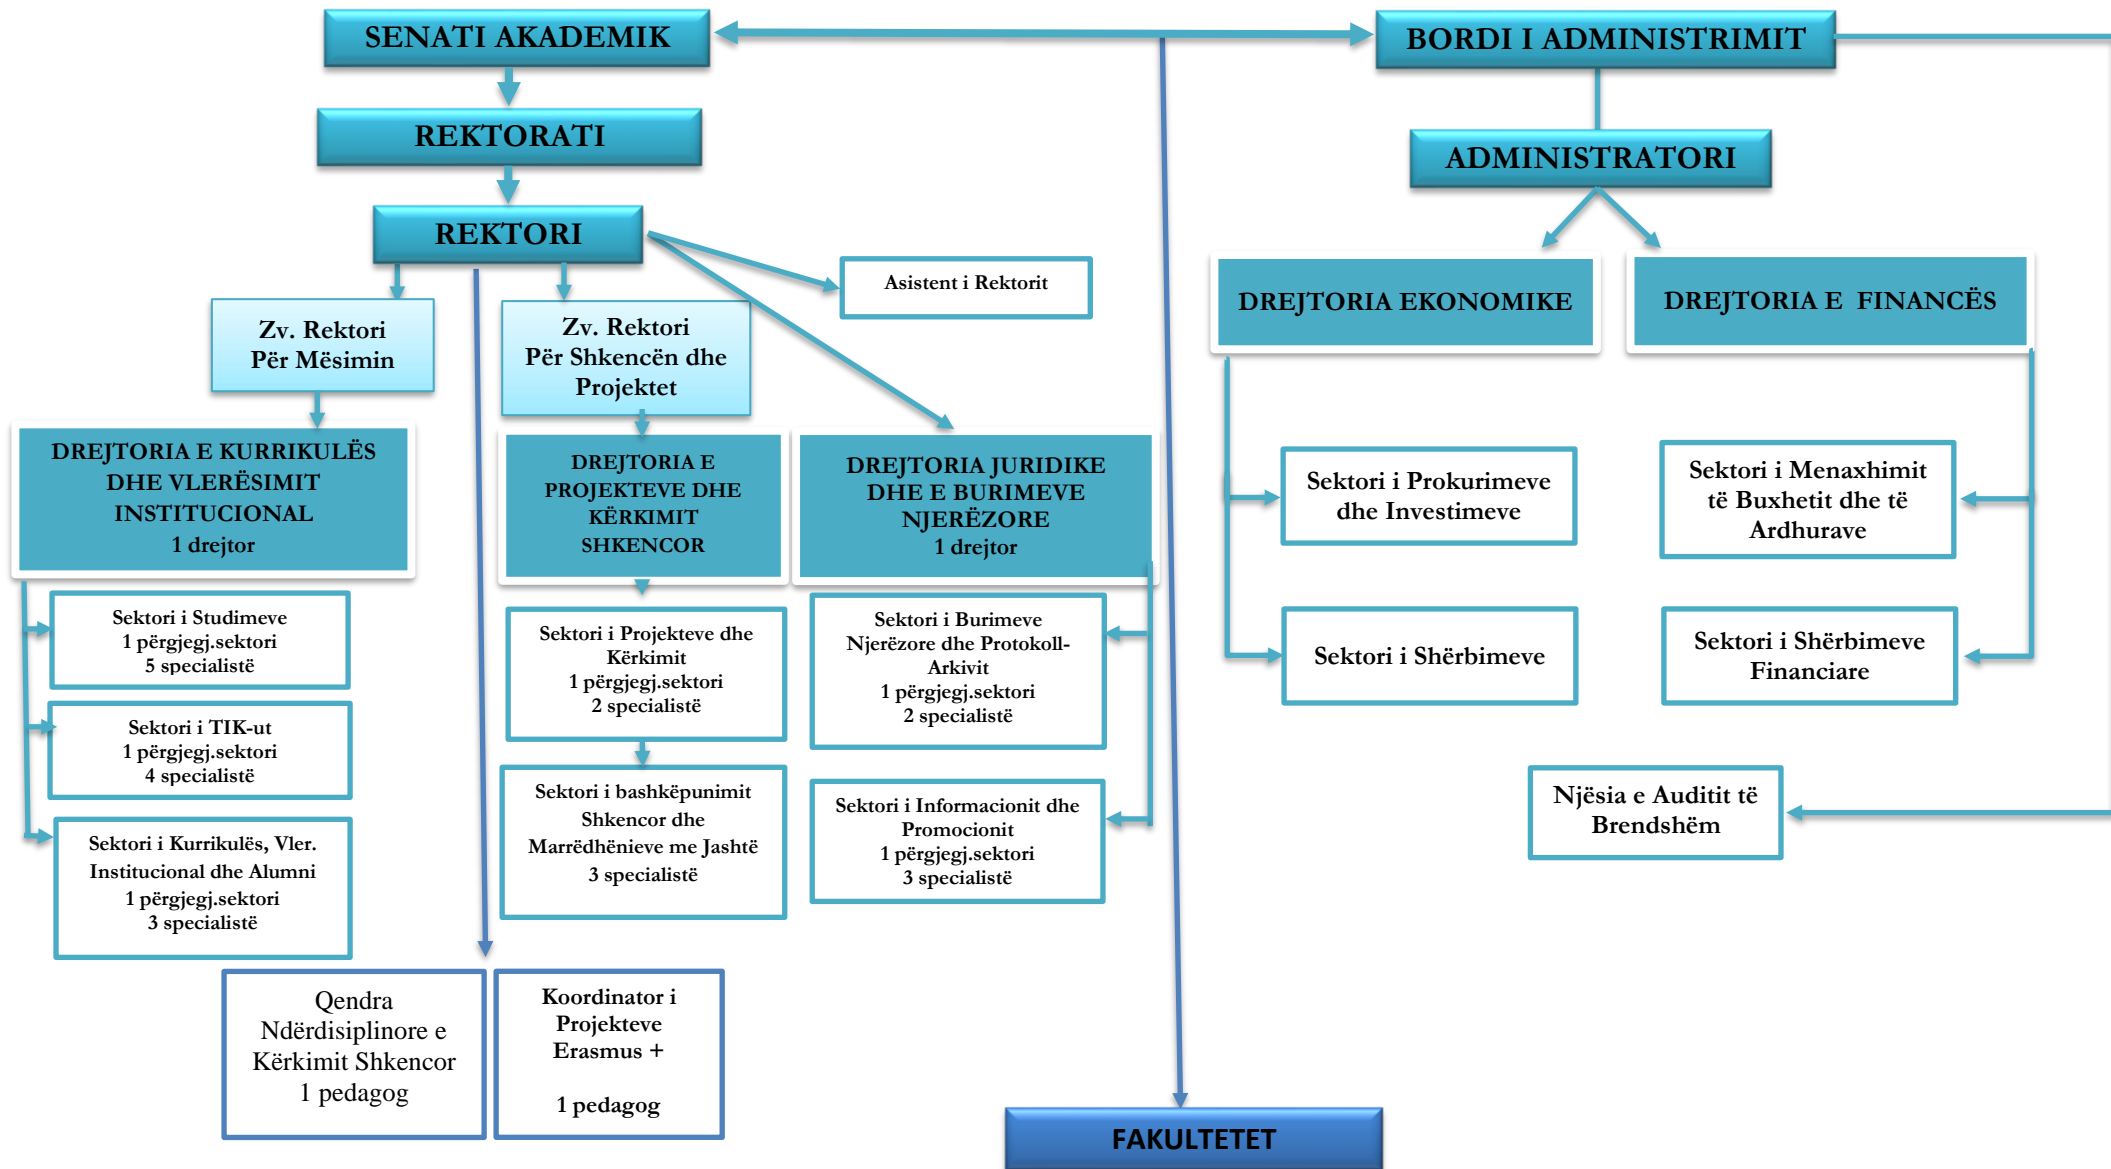 SENATI AKADEMIK
BORDI I ADMINISTRIMIT
REKTORATI
ADMINISTRATORI
REKTORI
Asistent i Rektorit
DREJTORIA EKONOMIKE
DREJTORIA E FINANCËS
Zv. Rektori
Për Mësimin
Zv. Rektori
Për Shkencën dhe
Projektet
DREJTORIA E KURRIKULËS
DHE VLERËSIMIT
INSTITUCIONAL
1 drejtor
DREJTORIA E
PROJEKTEVE DHE
KËRKIMIT
SHKENCOR
DREJTORIA JURIDIKE
DHE E BURIMEVE
NJERËZORE
1 drejtor
Sektori i Prokurimeve
dhe Investimeve
Sektori i Menaxhimit
të Buxhetit dhe të
Ardhurave
Sektori i Studimeve
1 përgjegj.sektori
5 specialistë
Sektori i Projekteve dhe
Kërkimit
1 përgjegj.sektori
2 specialistë
Sektori i Burimeve
Njerëzore dhe Protokoll-
Arkivit
1 përgjegj.sektori
2 specialistë
Sektori i Shërbimeve
Sektori i Shërbimeve
Financiare
Sektori i TIK-ut
1 përgjegj.sektori
4 specialistë
Sektori i bashkëpunimit
Shkencor dhe
Marrëdhënieve me Jashtë
3 specialistë
Sektori i Informacionit dhe
Promocionit
1 përgjegj.sektori
3 specialistë
Njësia e Auditit të
Brendshëm
Sektori i Kurrikulës, Vler.
Institucional dhe Alumni
1 përgjegj.sektori
3 specialistë
Qendra
Ndërdisiplinore e
Kërkimit Shkencor
1 pedagog
Koordinator i
Projekteve
Erasmus +
1 pedagog
FAKULTETET